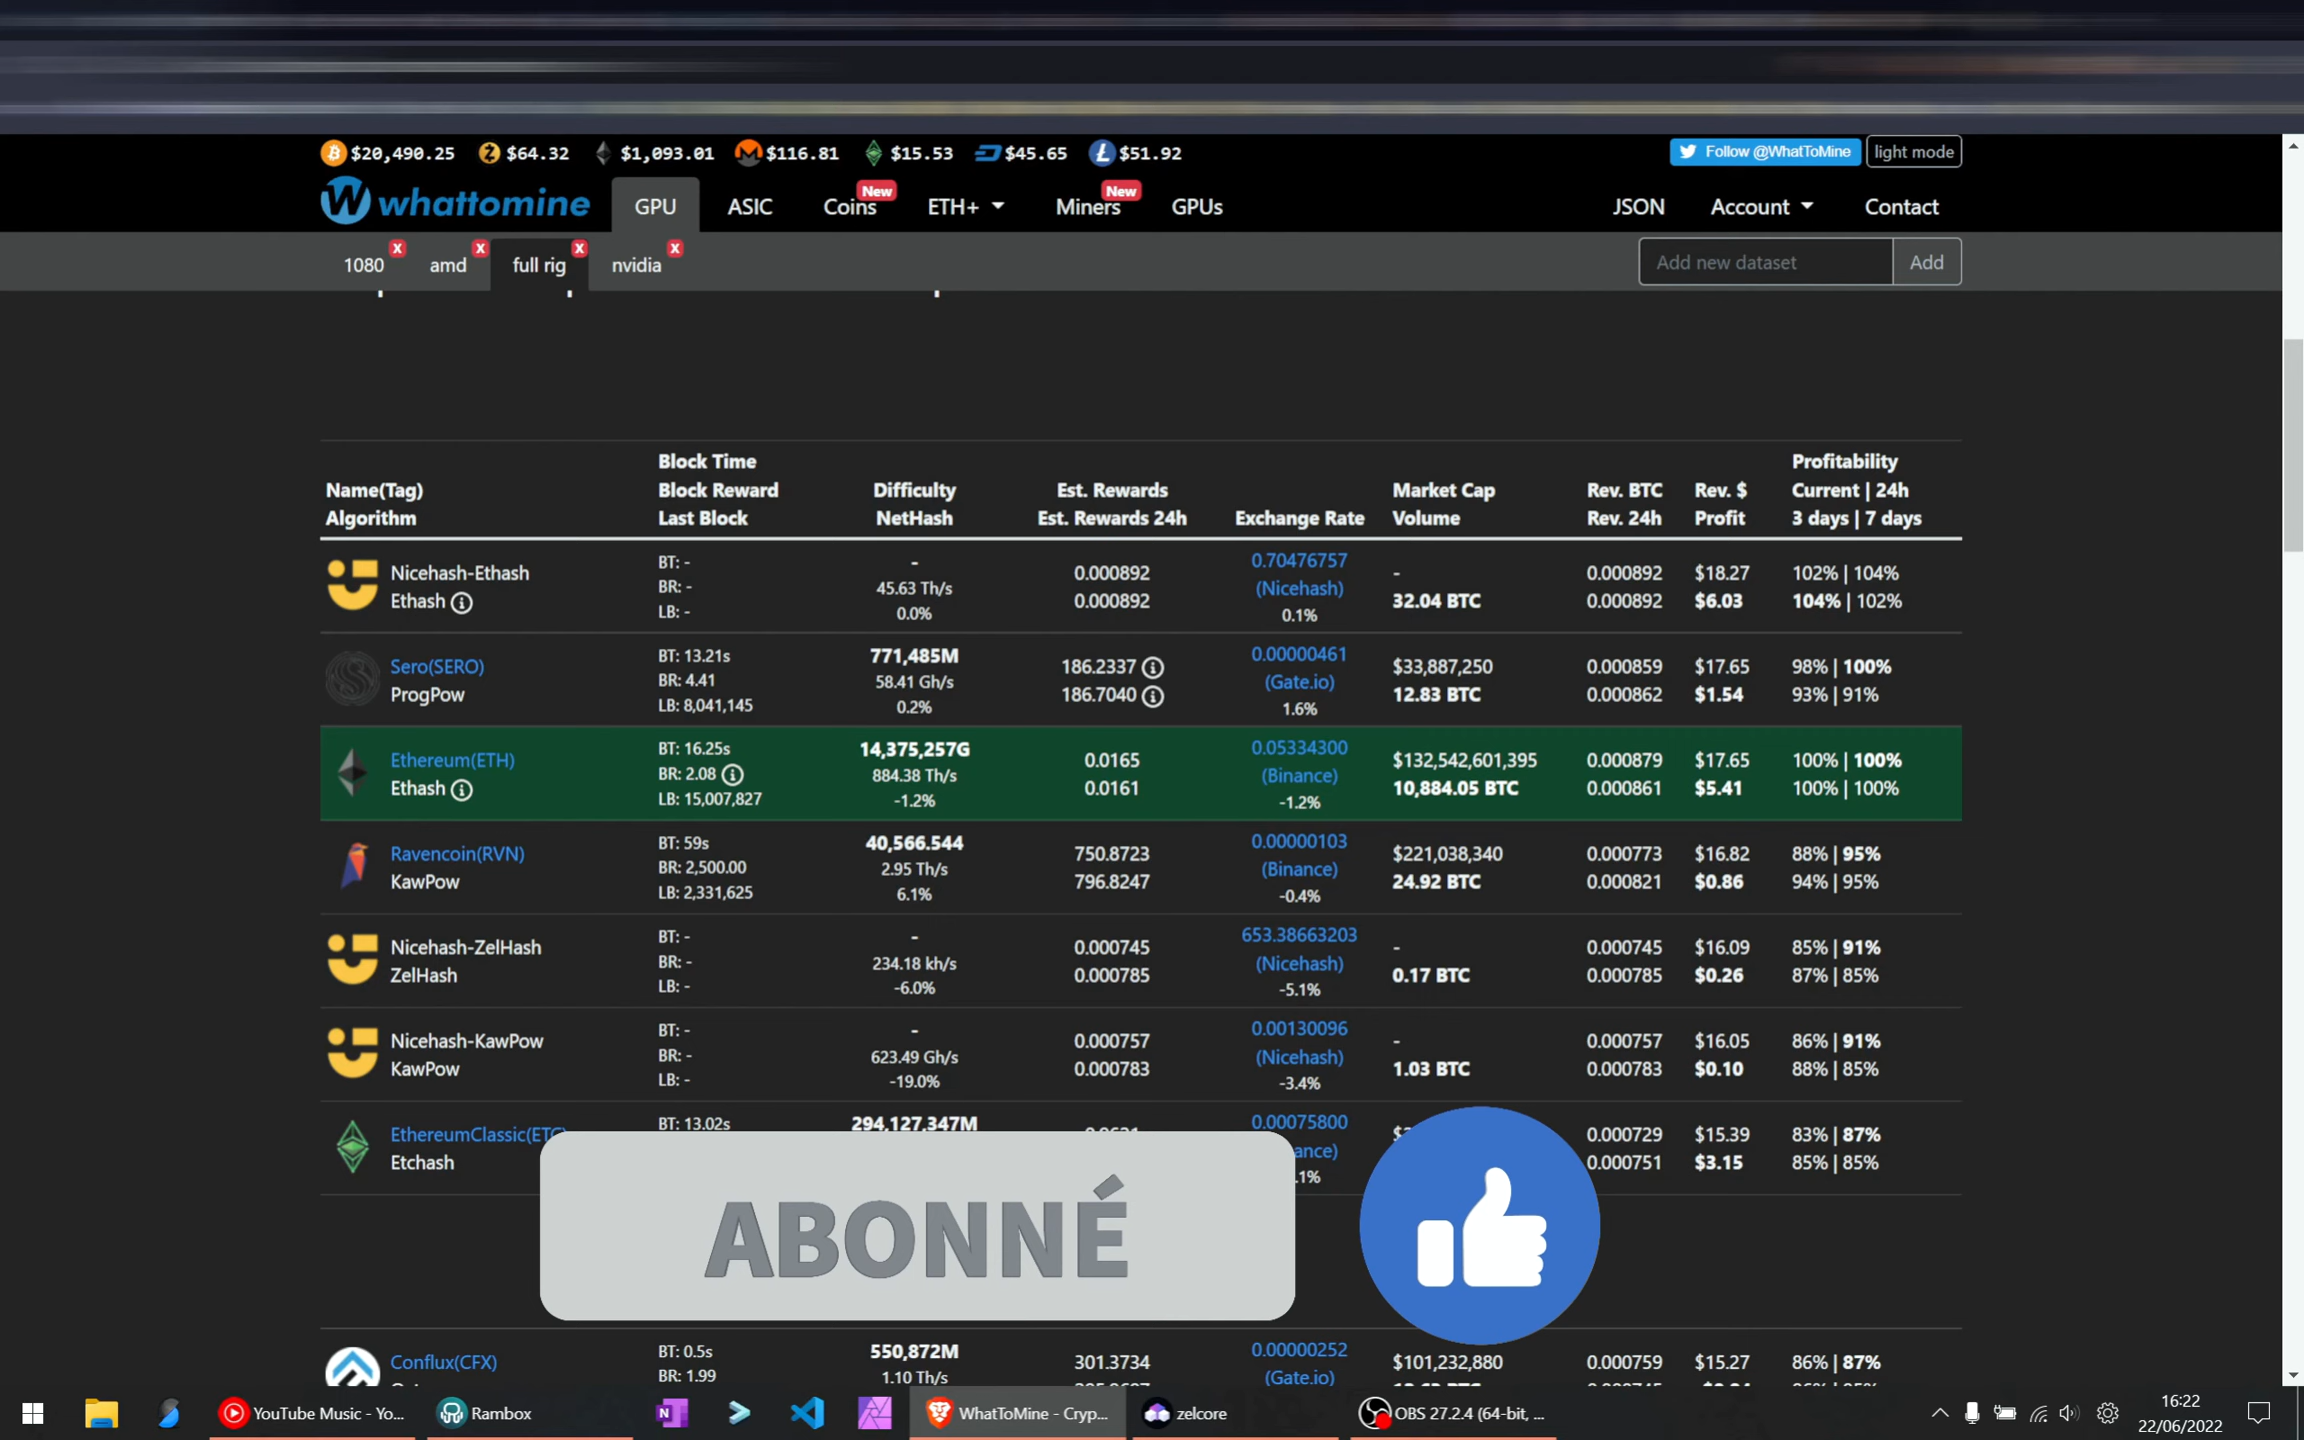 $20,490.25 $64.32 $1,093.01 $116.81 $15.53 $45.65 $51.92 Follow @WhatToMine light mode
whattomine GPU ASIC Coins New ETH+ Miners New GPUs JSON Account Contact
1080 x amd x full rig x nvidia x Add new dataset Add
Name(Tag) Algorithm Block Time Block Reward Last Block Difficulty NetHash Est. Rewards Est. Rewards 24h Exchange Rate Market Cap Volume Rev. BTC Rev. 24h Rev. $ Profit Profitability Current | 24h 3 days | 7 days
Nicehash-Ethash Ethash BT: - BR: - LB: - - 45.63 Th/s 0.0% 0.000892 0.000892 0.70476757 (Nicehash) 0.1% - 32.04 BTC 0.000892 0.000892 $18.27 $6.03 102% | 104% 104% | 102%
Sero(SERO) ProgPow BT: 13.21s BR: 4.41 LB: 8,041,145 771,485M 58.41 Gh/s 0.2% 186.2337 186.7040 0.00000461 (Gate.io) 1.6% $33,887,250 12.83 BTC 0.000859 0.000862 $17.65 $1.54 98% | 100% 93% | 91%
Ethereum(ETH) Ethash BT: 16.25s BR: 2.08 LB: 15,007,827 14,375,257G 884.38 Th/s -1.2% 0.0165 0.0161 0.05334300 (Binance) -1.2% $132,542,601,395 10,884.05 BTC 0.000879 0.000861 $17.65 $5.41 100% | 100% 100% | 100%
Ravencoin(RVN) KawPow BT: 59s BR: 2,500.00 LB: 2,331,625 40,566.544 2.95 Th/s 6.1% 750.8723 796.8247 0.00000103 (Binance) -0.4% $221,038,340 24.92 BTC 0.000773 0.000821 $16.82 $0.86 88% | 95% 94% | 95%
Nicehash-ZelHash ZelHash BT: - BR: - LB: - - 234.18 kh/s -6.0% 0.000745 0.000785 653.38663203 (Nicehash) -5.1% - 0.17 BTC 0.000745 0.000785 $16.09 $0.26 85% | 91% 87% | 85%
Nicehash-KawPow KawPow BT: - BR: - LB: - - 623.49 Gh/s -19.0% 0.000757 0.000783 0.00130096 (Nicehash) -3.4% - 1.03 BTC 0.000757 0.000783 $16.05 $0.10 86% | 91% 88% | 85%
EthereumClassic(ETC) Etchash BT: 13.02s 294,127,347M 0.00075800 0.000729 0.000751 $15.39 $3.15 83% | 87% 85% | 85%
ABONNÉ
Conflux(CFX) BT: 0.5s BR: 1.99 550,872M 1.10 Th/s 301.3734 0.00000252 (Gate.io) $101,232,880 0.000759 $15.27 86% | 87%
YouTube Music - Yo... Rambox WhatToMine - Cryp... zelcore OBS 27.2.4 (64-bit, ... 16:22
22/06/2022